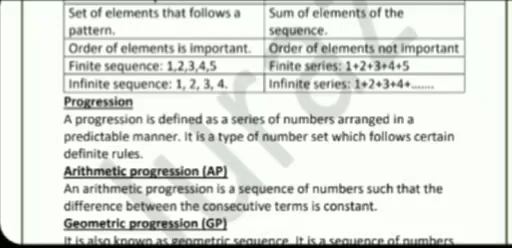 Set of elements that follows a pattern.
Sum of elements of the sequence.
Order of elements is important.
Order of elements not important
Finite sequence: 1,2,3,4,5
Finite series: 1+2+3+4+5
Infinite sequence: 1, 2, 3, 4.
Infinite series: 1+2+3+4+.......
Progression
A progression is defined as a series of numbers arranged in a
predictable manner. It is a type of number set which follows certain
definite rules.
Arithmetic progression (AP)
An arithmetic progression is a sequence of numbers such that the
difference between the consecutive terms is constant.
Geometric progression (GP)
It is also known as geometric sequence. It is a sequence of numbers